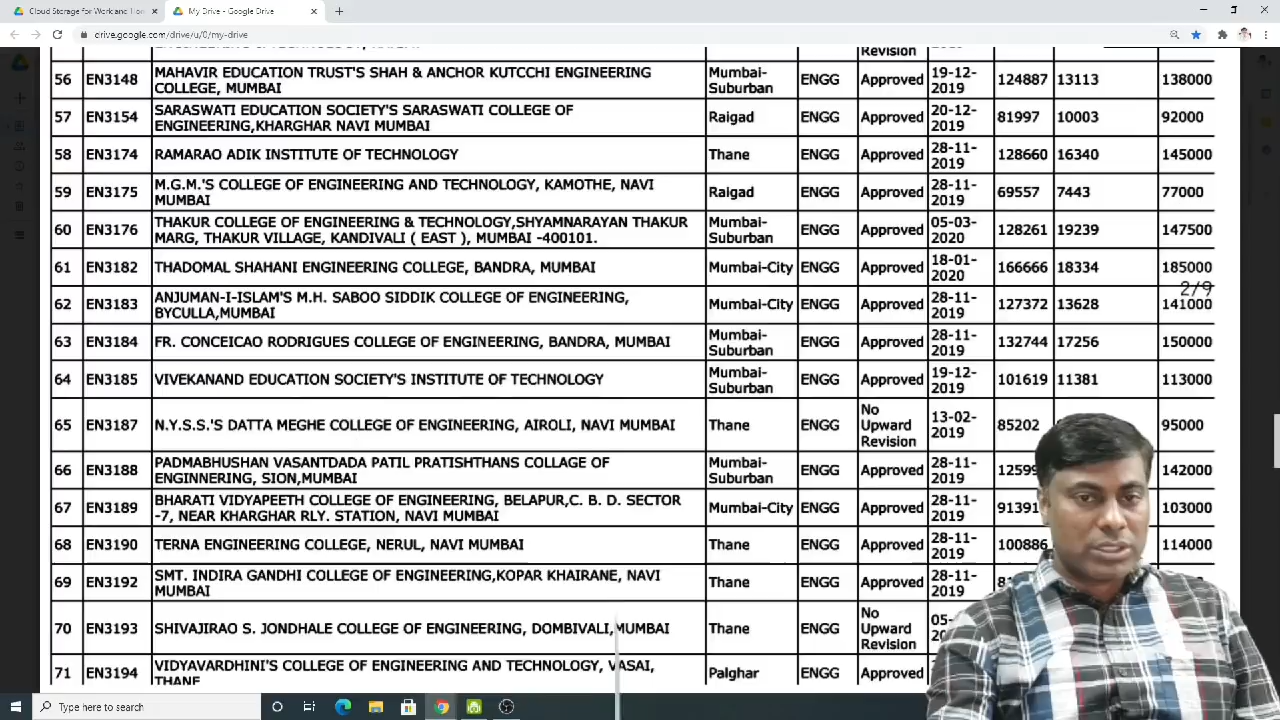 Cloud Storage for Work and Hom
My Drive - Google Drive
drive.google.com/drive/u/0/my-drive
Revision
56 EN3148 MAHAVIR EDUCATION TRUST'S SHAH & ANCHOR KUTCCHI ENGINEERING COLLEGE, MUMBAI Mumbai-Suburban ENGG Approved 19-12-2019 124887 13113 138000
57 EN3154 SARASWATI EDUCATION SOCIETY'S SARASWATI COLLEGE OF ENGINEERING,KHARGHAR NAVI MUMBAI Raigad ENGG Approved 20-12-2019 81997 10003 92000
58 EN3174 RAMARAO ADIK INSTITUTE OF TECHNOLOGY Thane ENGG Approved 28-11-2019 128660 16340 145000
59 EN3175 M.G.M.'S COLLEGE OF ENGINEERING AND TECHNOLOGY, KAMOTHE, NAVI MUMBAI Raigad ENGG Approved 28-11-2019 69557 7443 77000
60 EN3176 THAKUR COLLEGE OF ENGINEERING & TECHNOLOGY,SHYAMNARAYAN THAKUR MARG, THAKUR VILLAGE, KANDIVALI ( EAST ), MUMBAI -400101. Mumbai-Suburban ENGG Approved 05-03-2020 128261 19239 147500
61 EN3182 THADOMAL SHAHANI ENGINEERING COLLEGE, BANDRA, MUMBAI Mumbai-City ENGG Approved 18-01-2020 166666 18334 185000
2/9
62 EN3183 ANJUMAN-I-ISLAM'S M.H. SABOO SIDDIK COLLEGE OF ENGINEERING, BYCULLA,MUMBAI Mumbai-City ENGG Approved 28-11-2019 127372 13628 141000
63 EN3184 FR. CONCEICAO RODRIGUES COLLEGE OF ENGINEERING, BANDRA, MUMBAI Mumbai-Suburban ENGG Approved 28-11-2019 132744 17256 150000
64 EN3185 VIVEKANAND EDUCATION SOCIETY'S INSTITUTE OF TECHNOLOGY Mumbai-Suburban ENGG Approved 19-12-2019 101619 11381 113000
65 EN3187 N.Y.S.S.'S DATTA MEGHE COLLEGE OF ENGINEERING, AIROLI, NAVI MUMBAI Thane ENGG No Upward Revision 13-02-2019 85202 95000
66 EN3188 PADMABHUSHAN VASANTDADA PATIL PRATISHTHANS COLLAGE OF ENGINNERING, SION,MUMBAI Mumbai-Suburban ENGG Approved 28-11-2019 12599 142000
67 EN3189 BHARATI VIDYAPEETH COLLEGE OF ENGINEERING, BELAPUR,C. B. D. SECTOR -7, NEAR KHARGHAR RLY. STATION, NAVI MUMBAI Mumbai-City ENGG Approved 28-11-2019 91391 103000
68 EN3190 TERNA ENGINEERING COLLEGE, NERUL, NAVI MUMBAI Thane ENGG Approved 28-11-2019 100886 114000
69 EN3192 SMT. INDIRA GANDHI COLLEGE OF ENGINEERING,KOPAR KHAIRANE, NAVI MUMBAI Thane ENGG Approved 28-11-2019
70 EN3193 SHIVAJIRAO S. JONDHALE COLLEGE OF ENGINEERING, DOMBIVALI,MUMBAI Thane ENGG No Upward Revision 05-
71 EN3194 VIDYAVARDHINI'S COLLEGE OF ENGINEERING AND TECHNOLOGY, VASAI, THANE Palghar ENGG Approved
Type here to search